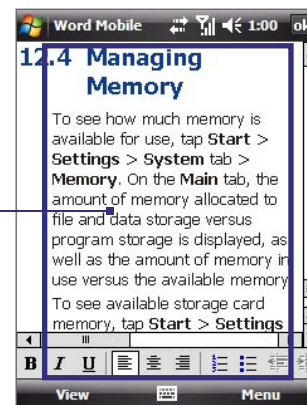 Word Mobile 1:00 ok
12.4 Managing
Memory
To see how much memory is
available for use, tap Start >
Settings > System tab >
Memory. On the Main tab, the
amount of memory allocated to
file and data storage versus
program storage is displayed, as
well as the amount of memory in
use versus the available memory
To see available storage card
memory, tap Start > Settings
B I U
View Menu